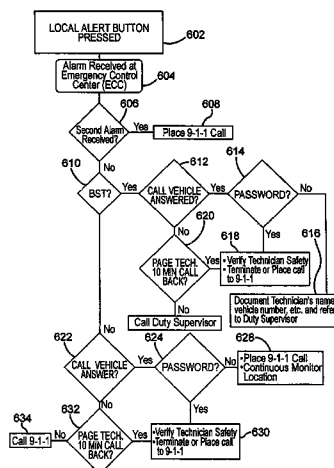 LOCAL ALERT BUTTON
PRESSED
602
Alarm Received at
Emergency Control
Center (ECC)
604
606
608
Second Alarm
Received?
Yes
Place 9-1-1 Call
No
610
612
614
BST?
Yes
CALL VEHICLE
ANSWERED?
Yes
PASSWORD?
620
No
Yes
No
618
616
PAGE TECH.
10 MIN CALL
BACK?
Yes
•Verify Technician Safety
•Terminate or Place call
to 9-1-1
No
No
Document Technician's name,
vehicle number, etc. and refer
to Duty Supervisor
Call Duty Supervisor
622
624
628
CALL VEHICLE
ANSWER?
Yes
PASSWORD?
No
•Place 9-1-1 Call
•Continuous Monitor
Location
632
No
Yes
634
Call 9-1-1
No
PAGE TECH.
10 MIN CALL
BACK?
Yes
•Verify Technician Safety
•Terminate or Place call
to 9-1-1
630